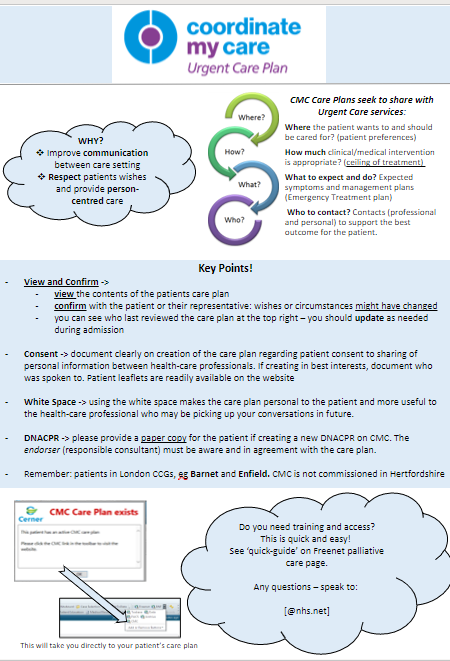 coordinate
my care
Urgent Care Plan
WHY?
❖ Improve communication
between care setting
❖ Respect patients wishes
and provide person-
centred care
Where?
How?
What?
Who?
CMC Care Plans seek to share with
Urgent Care services:
Where the patient wants to and should
be cared for? (patient preferences)
How much clinical/medical intervention
is appropriate? (ceiling of treatment)
What to expect and do? Expected
symptoms and management plans
(Emergency Treatment plan)
Who to contact? Contacts (professional
and personal) to support the best
outcome for the patient.
Key Points!
- View and Confirm ->
- view the contents of the patients care plan
- confirm with the patient or their representative: wishes or circumstances might have changed
- you can see who last reviewed the care plan at the top right – you should update as needed
during admission
- Consent -> document clearly on creation of the care plan regarding patient consent to sharing of
personal information between health-care professionals. If creating in best interests, document who
was spoken to. Patient leaflets are readily available on the website
- White Space -> using the white space makes the care plan personal to the patient and more useful to
the health-care professional who may be picking up your conversations in future.
- DNACPR -> please provide a paper copy for the patient if creating a new DNACPR on CMC. The
endorser (responsible consultant) must be aware and in agreement with the care plan.
- Remember: patients in London CCGs, eg Barnet and Enfield. CMC is not commissioned in Hertfordshire
Cerner
CMC Care Plan exists
This patient has an active CMC care plan
Please click the CMC link in the toolbar to visit the
website.
Do you need training and access?
This is quick and easy!
See ‘quick-guide’ on Freenet palliative
care page.
Any questions – speak to:
[@nhs.net]
This will take you directly to your patient’s care plan